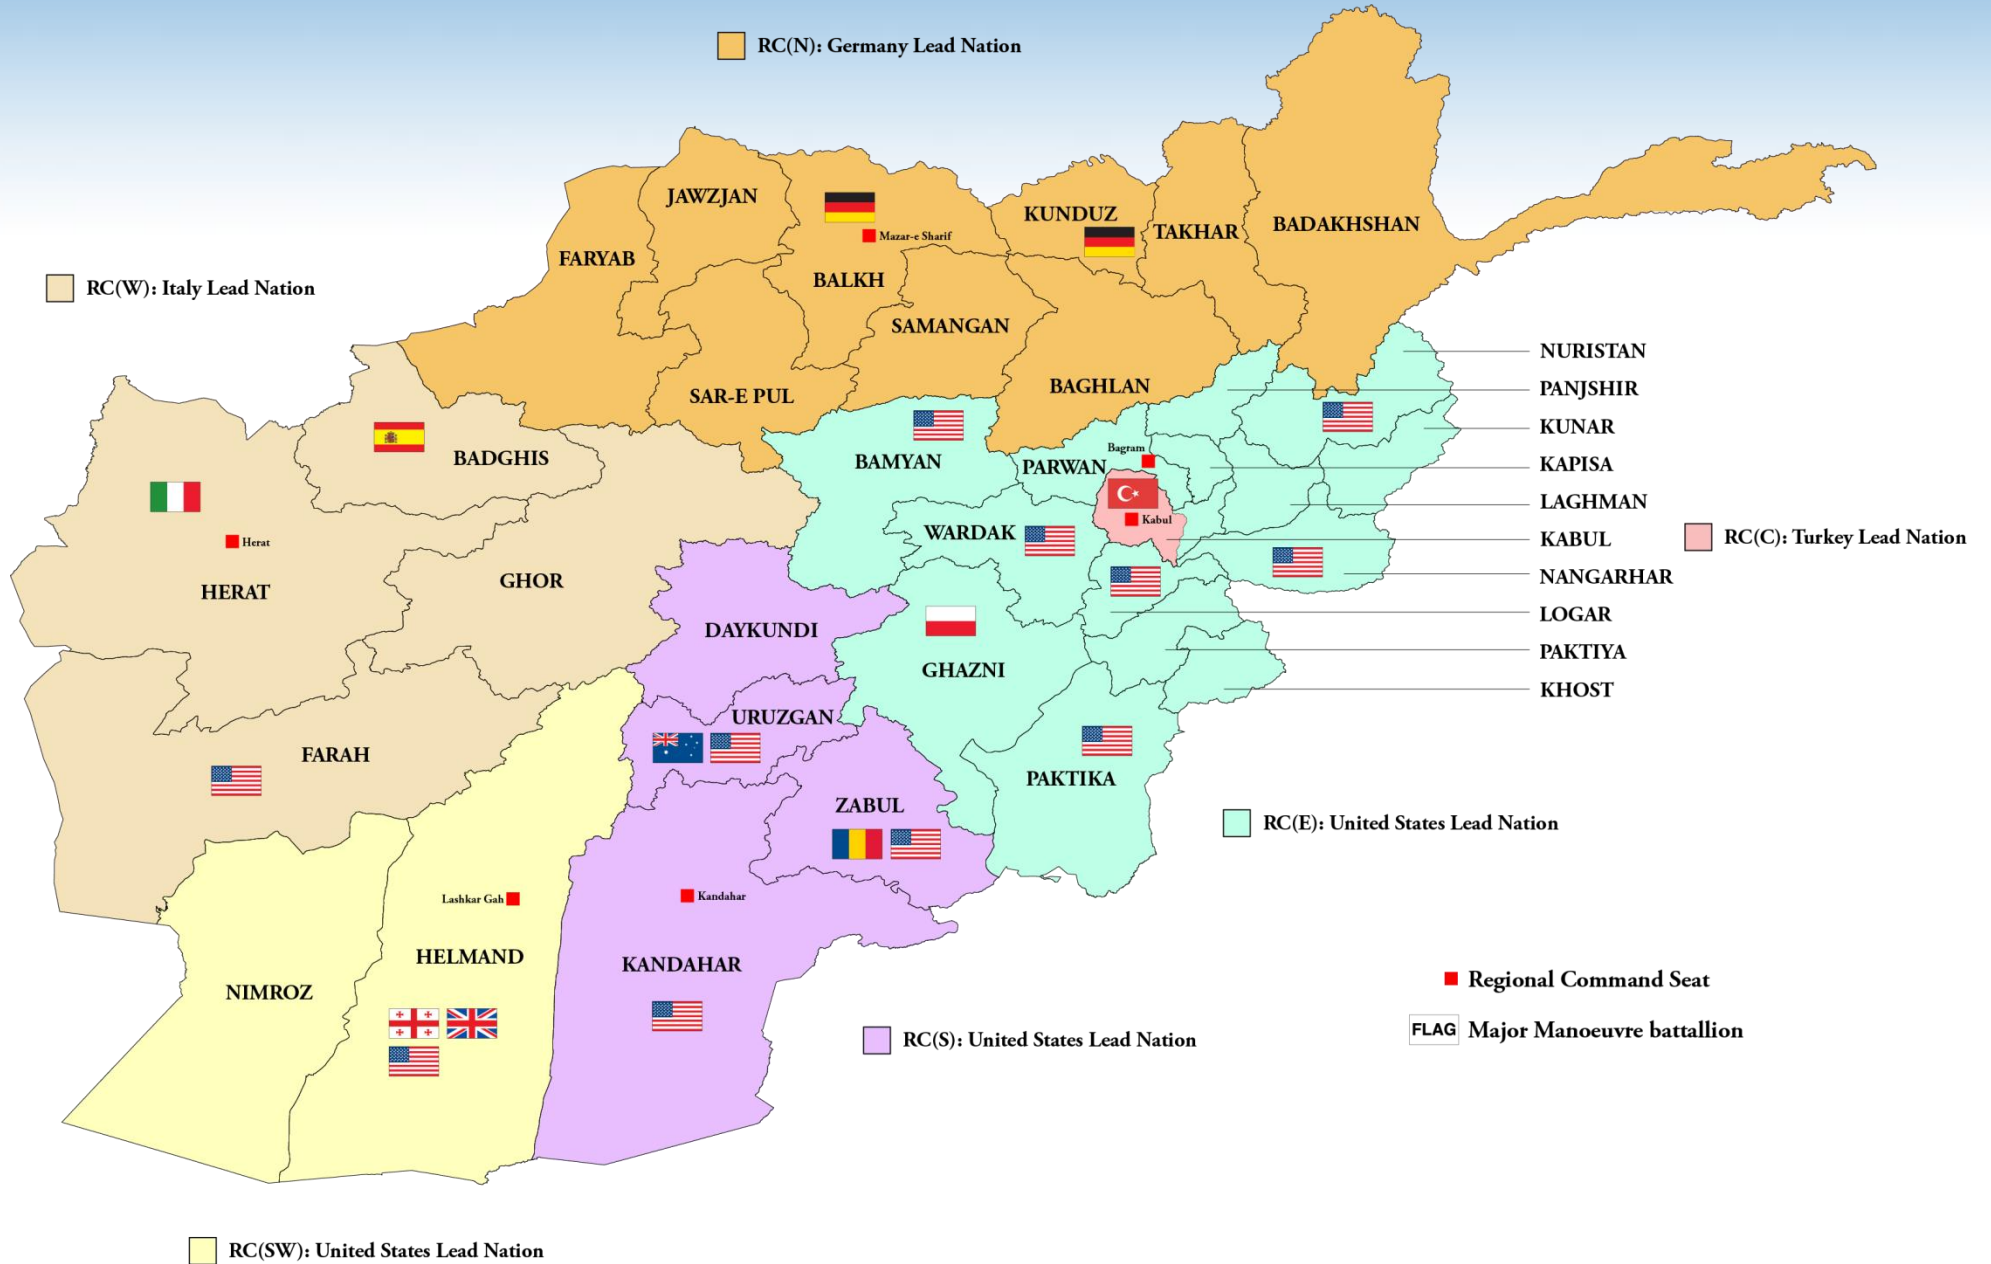 RC(N): Germany Lead Nation
JAWZJAN
KUNDUZ
TAKHAR
BADAKHSHAN
Mazar-e Sharif
FARYAB
BALKH
RC(W): Italy Lead Nation
SAMANGAN
NURISTAN
BAGHLAN
PANJSHIR
SAR-E PUL
KUNAR
Bagram
BADGHIS
BAMYAN
PARWAN
KAPISA
LAGHMAN
Kabul
WARDAK
KABUL
RC(C): Turkey Lead Nation
Herat
NANGARHAR
GHOR
HERAT
LOGAR
DAYKUNDI
PAKTIYA
GHAZNI
KHOST
URUZGAN
FARAH
PAKTIKA
ZABUL
RC(E): United States Lead Nation
Lashkar Gah
Kandahar
HELMAND
KANDAHAR
NIMROZ
Regional Command Seat
FLAG Major Manoeuvre battallion
RC(S): United States Lead Nation
RC(SW): United States Lead Nation